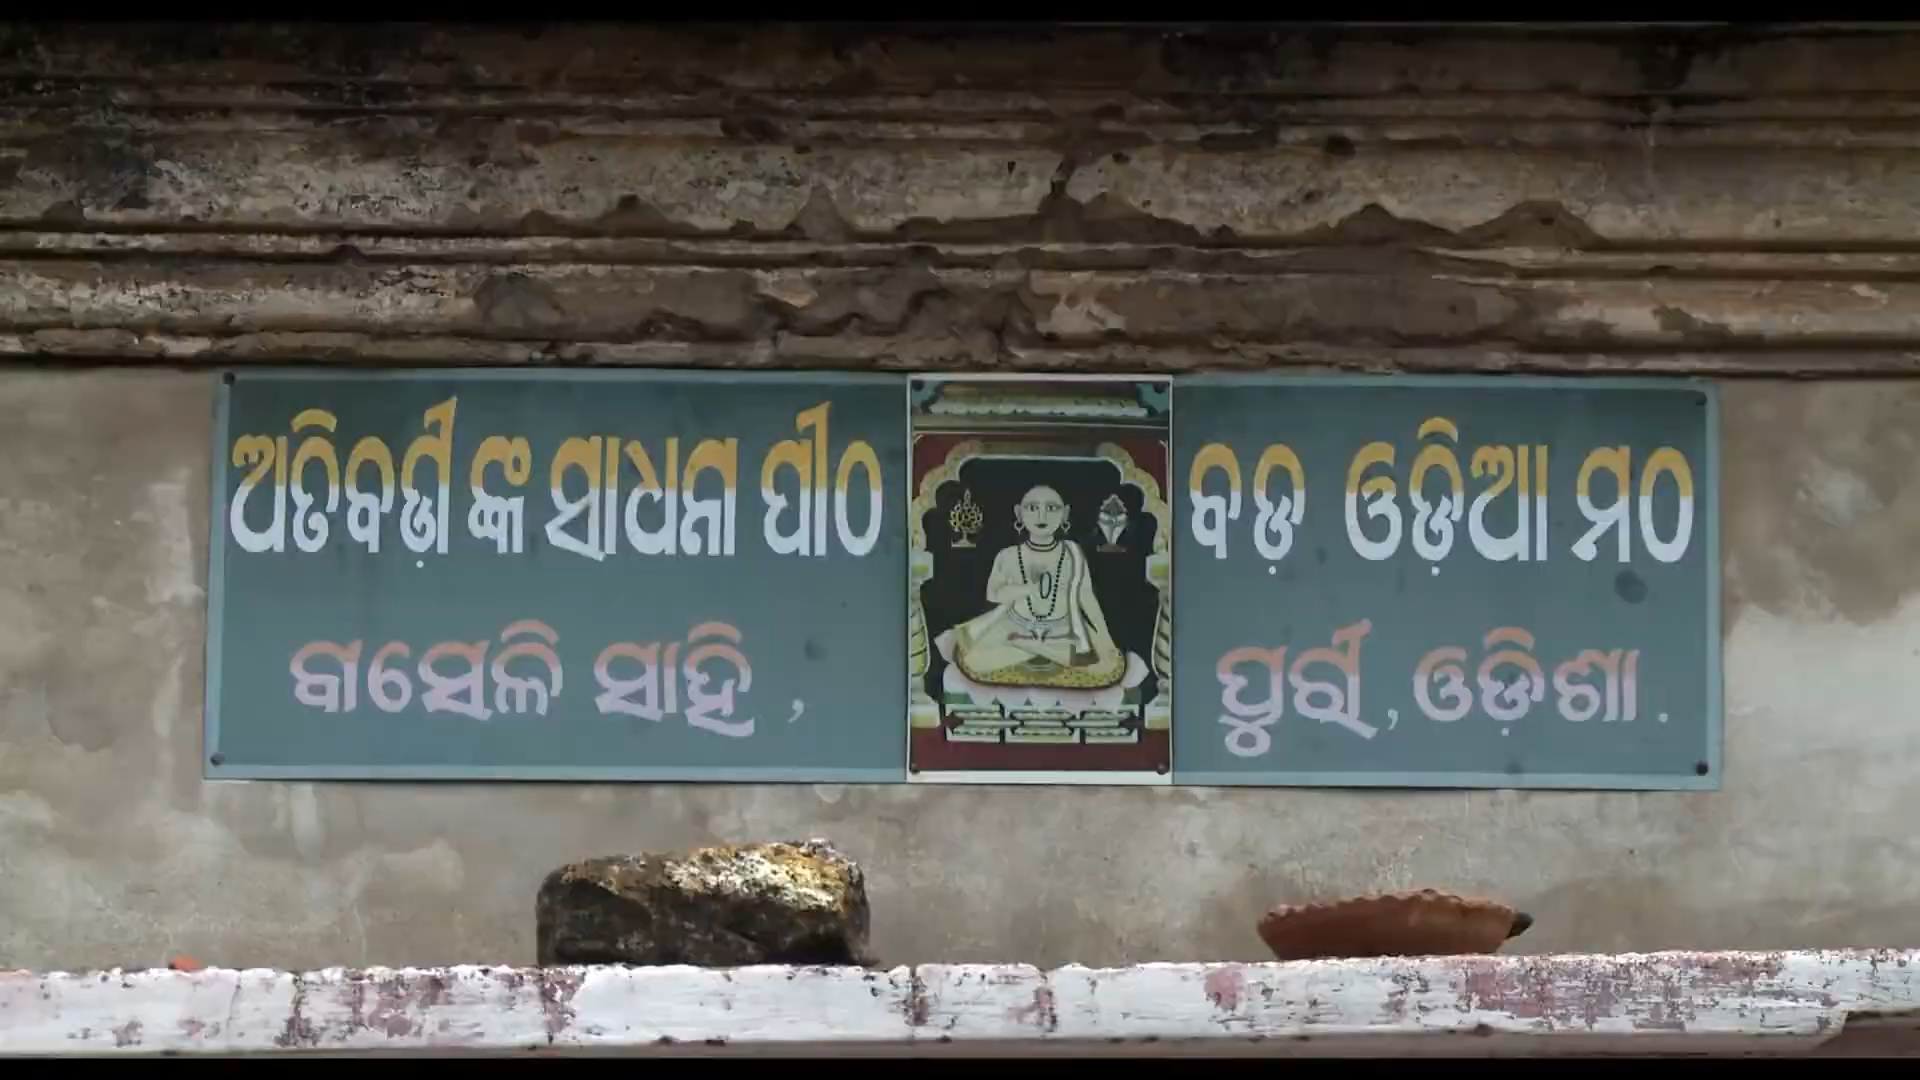 ଅତିବଡ଼ୀ ଙ୍କ ସାଧନା ପୀଠ ବଡ଼ ଓଡ଼ିଆ ମଠ
ବାସେଳି ସାହି , ପୁରୀ, ଓଡ଼ିଶା .